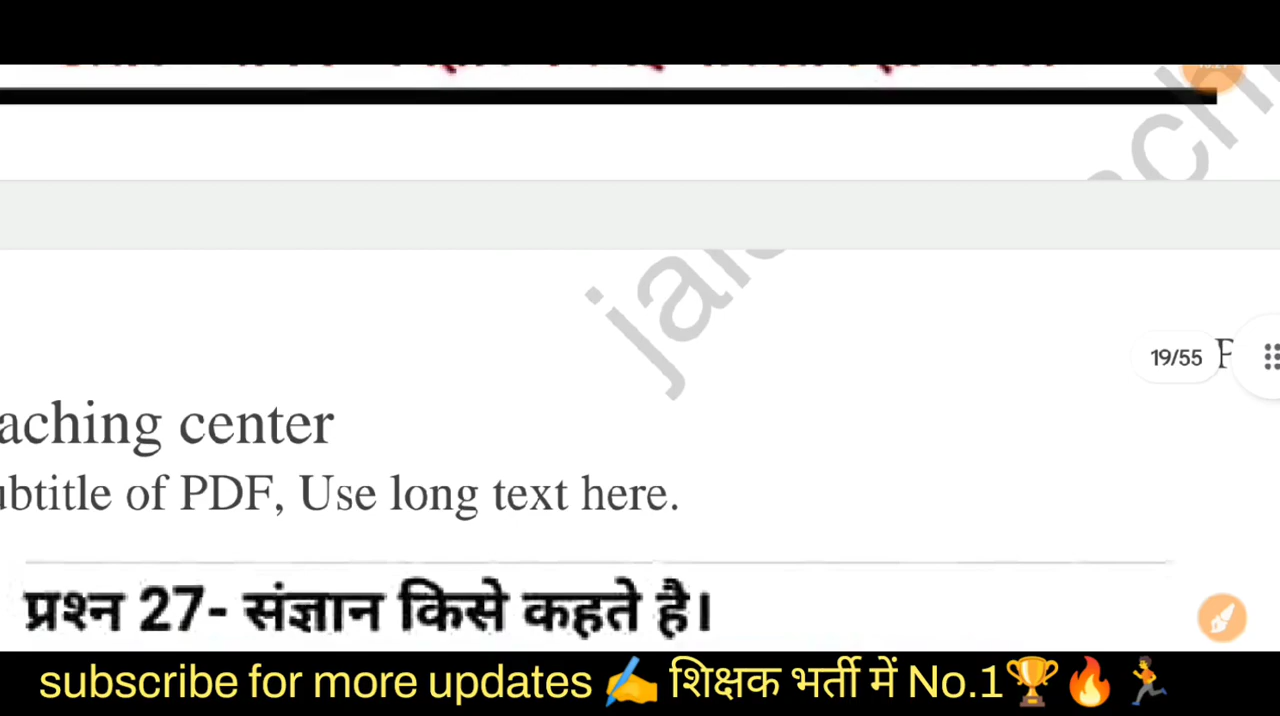 19/55 P
aching center
ubtitle of PDF, Use long text here.
प्रश्न 27- संज्ञान किसे कहते है।
subscribe for more updates ✍️ शिक्षक भर्ती में No.1🏆🔥🏃